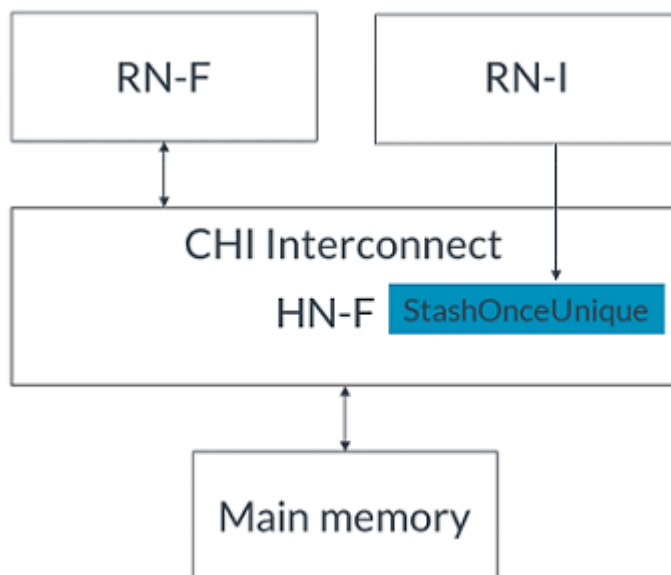 RN-F
RN-I
CHI Interconnect
HN-F StashOnceUnique
Main memory